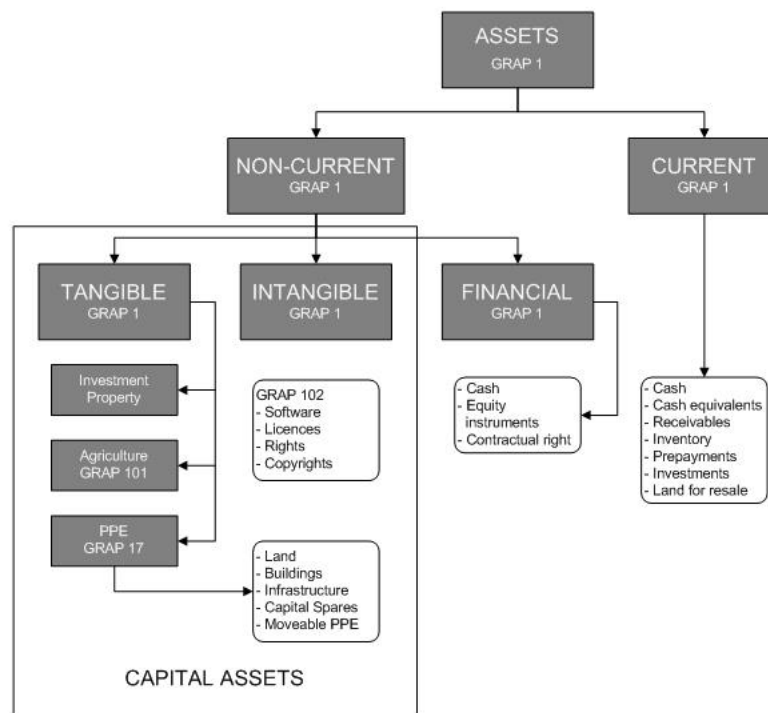 ASSETS
GRAP 1
NON-CURRENT
GRAP 1
CURRENT
GRAP 1
TANGIBLE
GRAP 1
INTANGIBLE
GRAP 1
FINANCIAL
GRAP 1
Investment
Property
Agriculture
GRAP 101
PPE
GRAP 17
GRAP 102
- Software
- Licences
- Rights
- Copyrights
- Cash
- Equity
instruments
- Contractual right
- Cash
- Cash equivalents
- Receivables
- Inventory
- Prepayments
- Investments
- Land for resale
- Land
- Buildings
- Infrastructure
- Capital Spares
- Moveable PPE
CAPITAL ASSETS